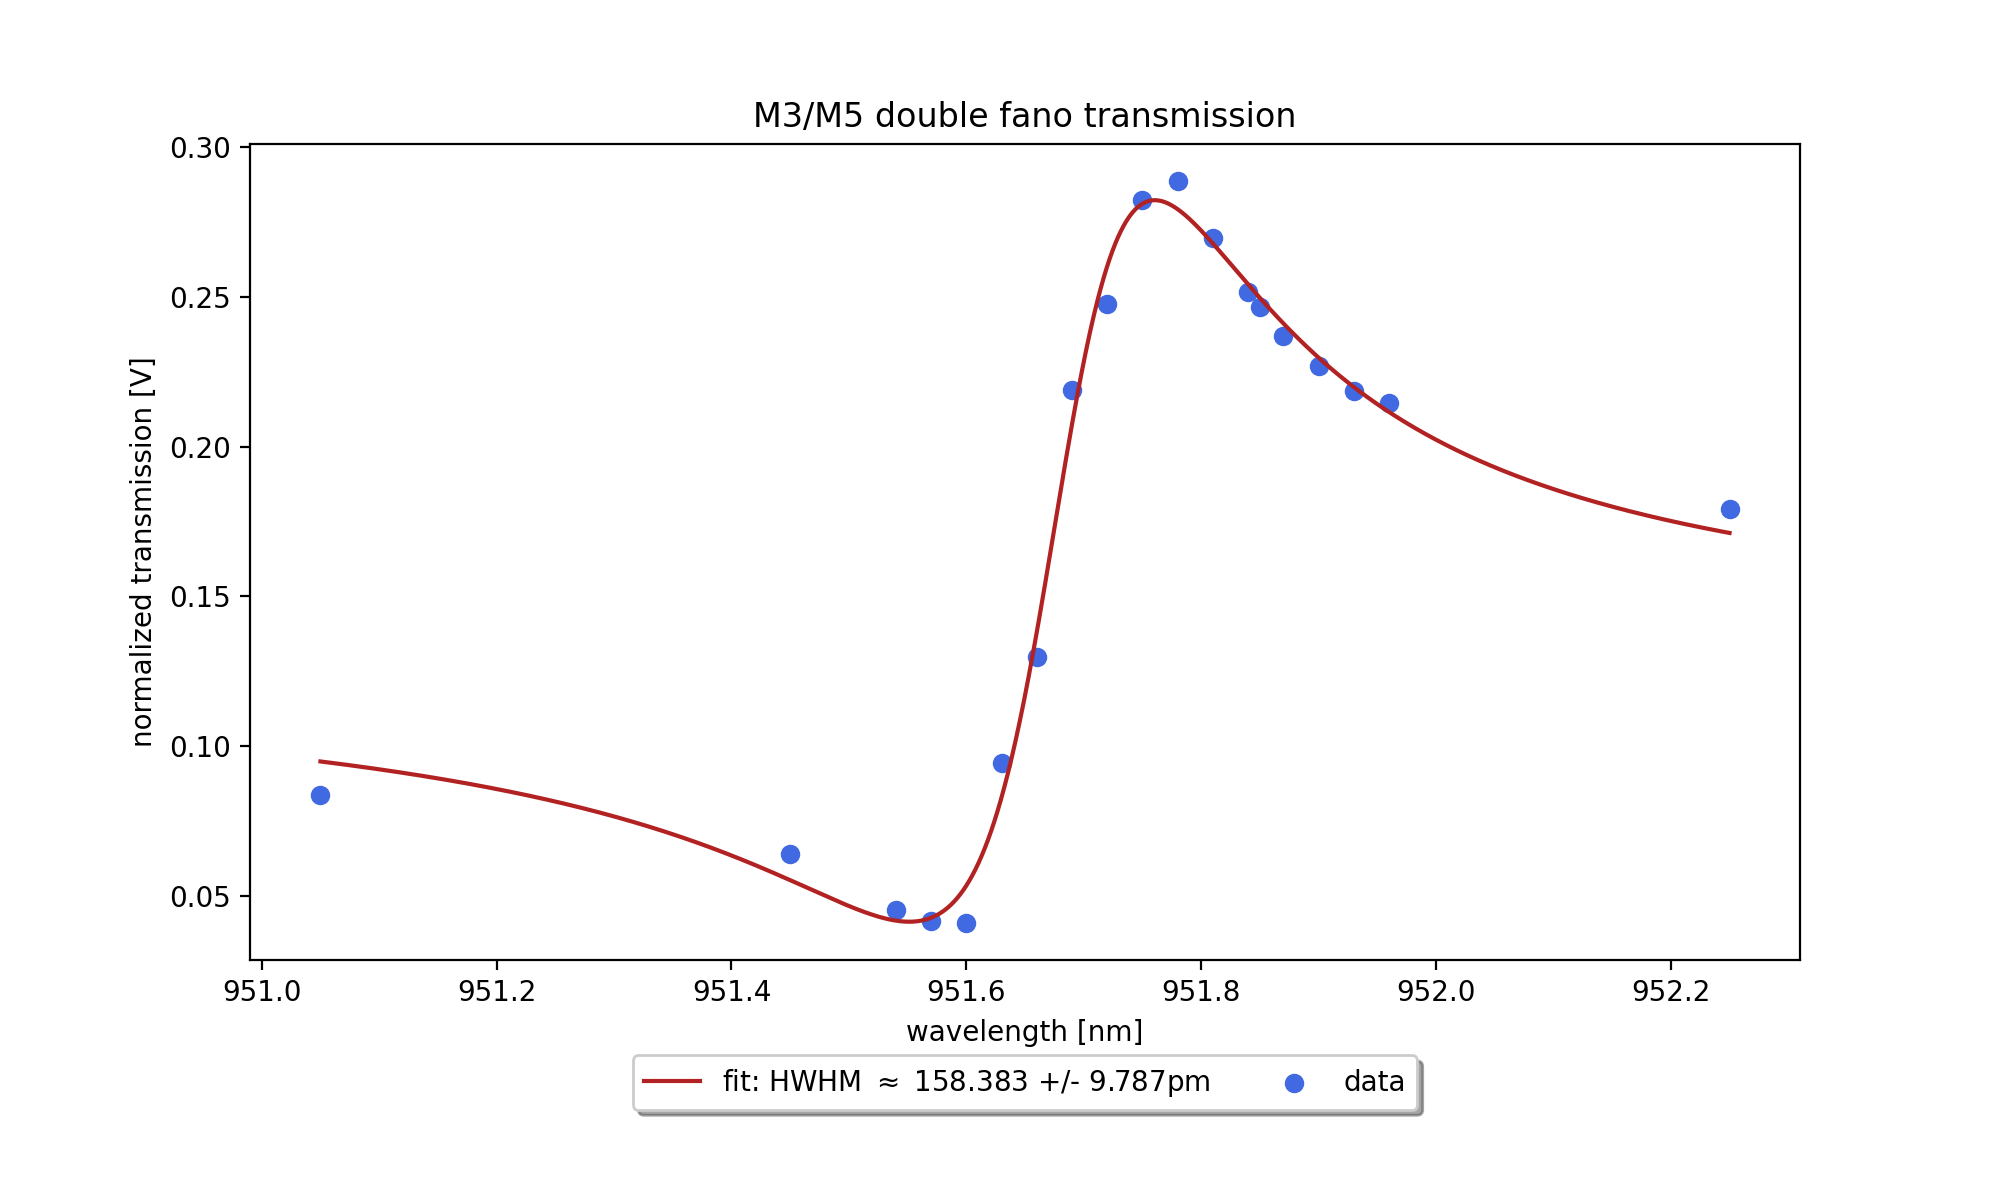 M3/M5 double fano transmission
0.30
0.25
0.20
0.15
0.10
0.05
normalized transmission [V]
951.0 951.2 951.4 951.6 951.8 952.0 952.2
wavelength [nm]
fit: HWHM ≈ 158.383 +/- 9.787pm data